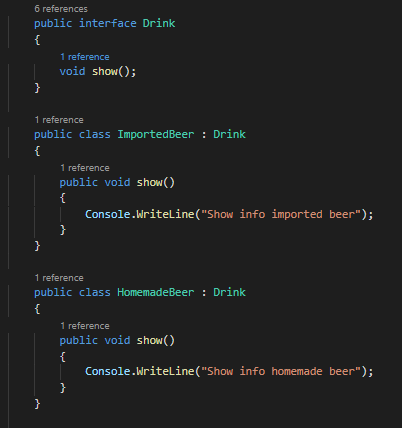 6 references
public interface Drink
{
1 reference
void show();
}
1 reference
public class ImportedBeer : Drink
{
1 reference
public void show()
{
Console.WriteLine("Show info imported beer");
}
}
1 reference
public class HomemadeBeer : Drink
{
1 reference
public void show()
{
Console.WriteLine("Show info homemade beer");
}
}